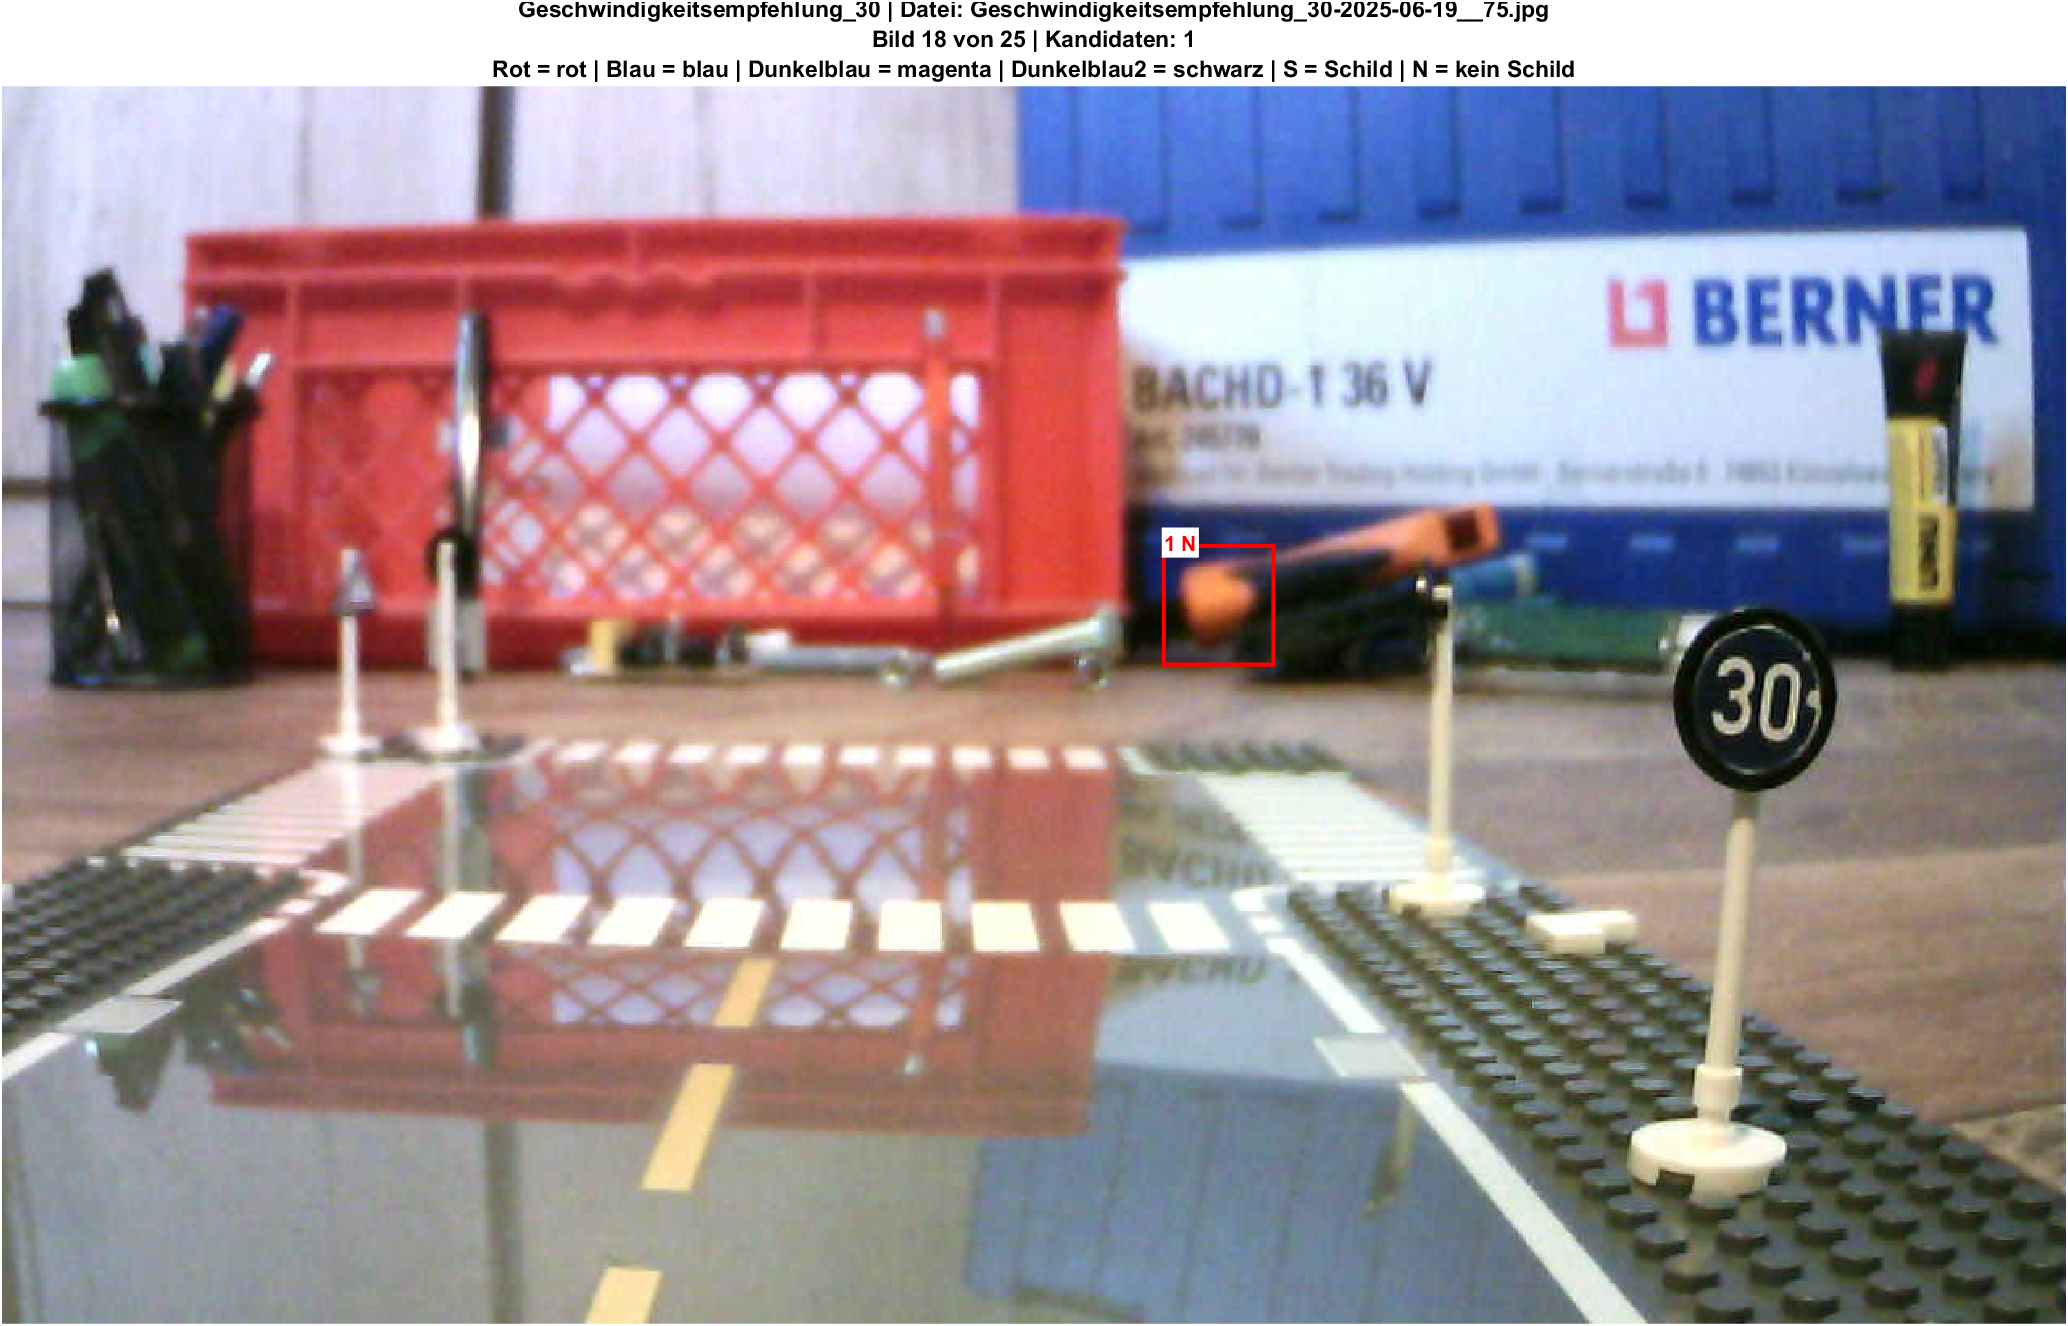 Geschwindigkeitsempfehlung_30 | Datei: Geschwindigkeitsempfehlung_30-2025-06-19__75.jpg
Bild 18 von 25 | Kandidaten: 1
Rot = rot | Blau = blau | Dunkelblau = magenta | Dunkelblau2 = schwarz | S = Schild | N = kein Schild
BERNER
BACHD-1 36 V
1 N
30